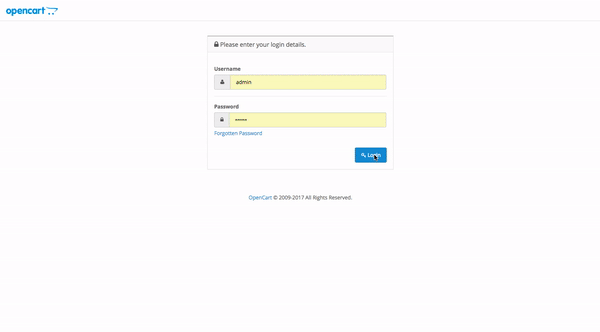 opencart
Please enter your login details.
Username
admin
Password
Forgotten Password
Login
OpenCart © 2009-2017 All Rights Reserved.